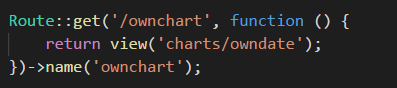 Route::get('/ownchart', function () {
    return view('charts/owndate');
})->name('ownchart');